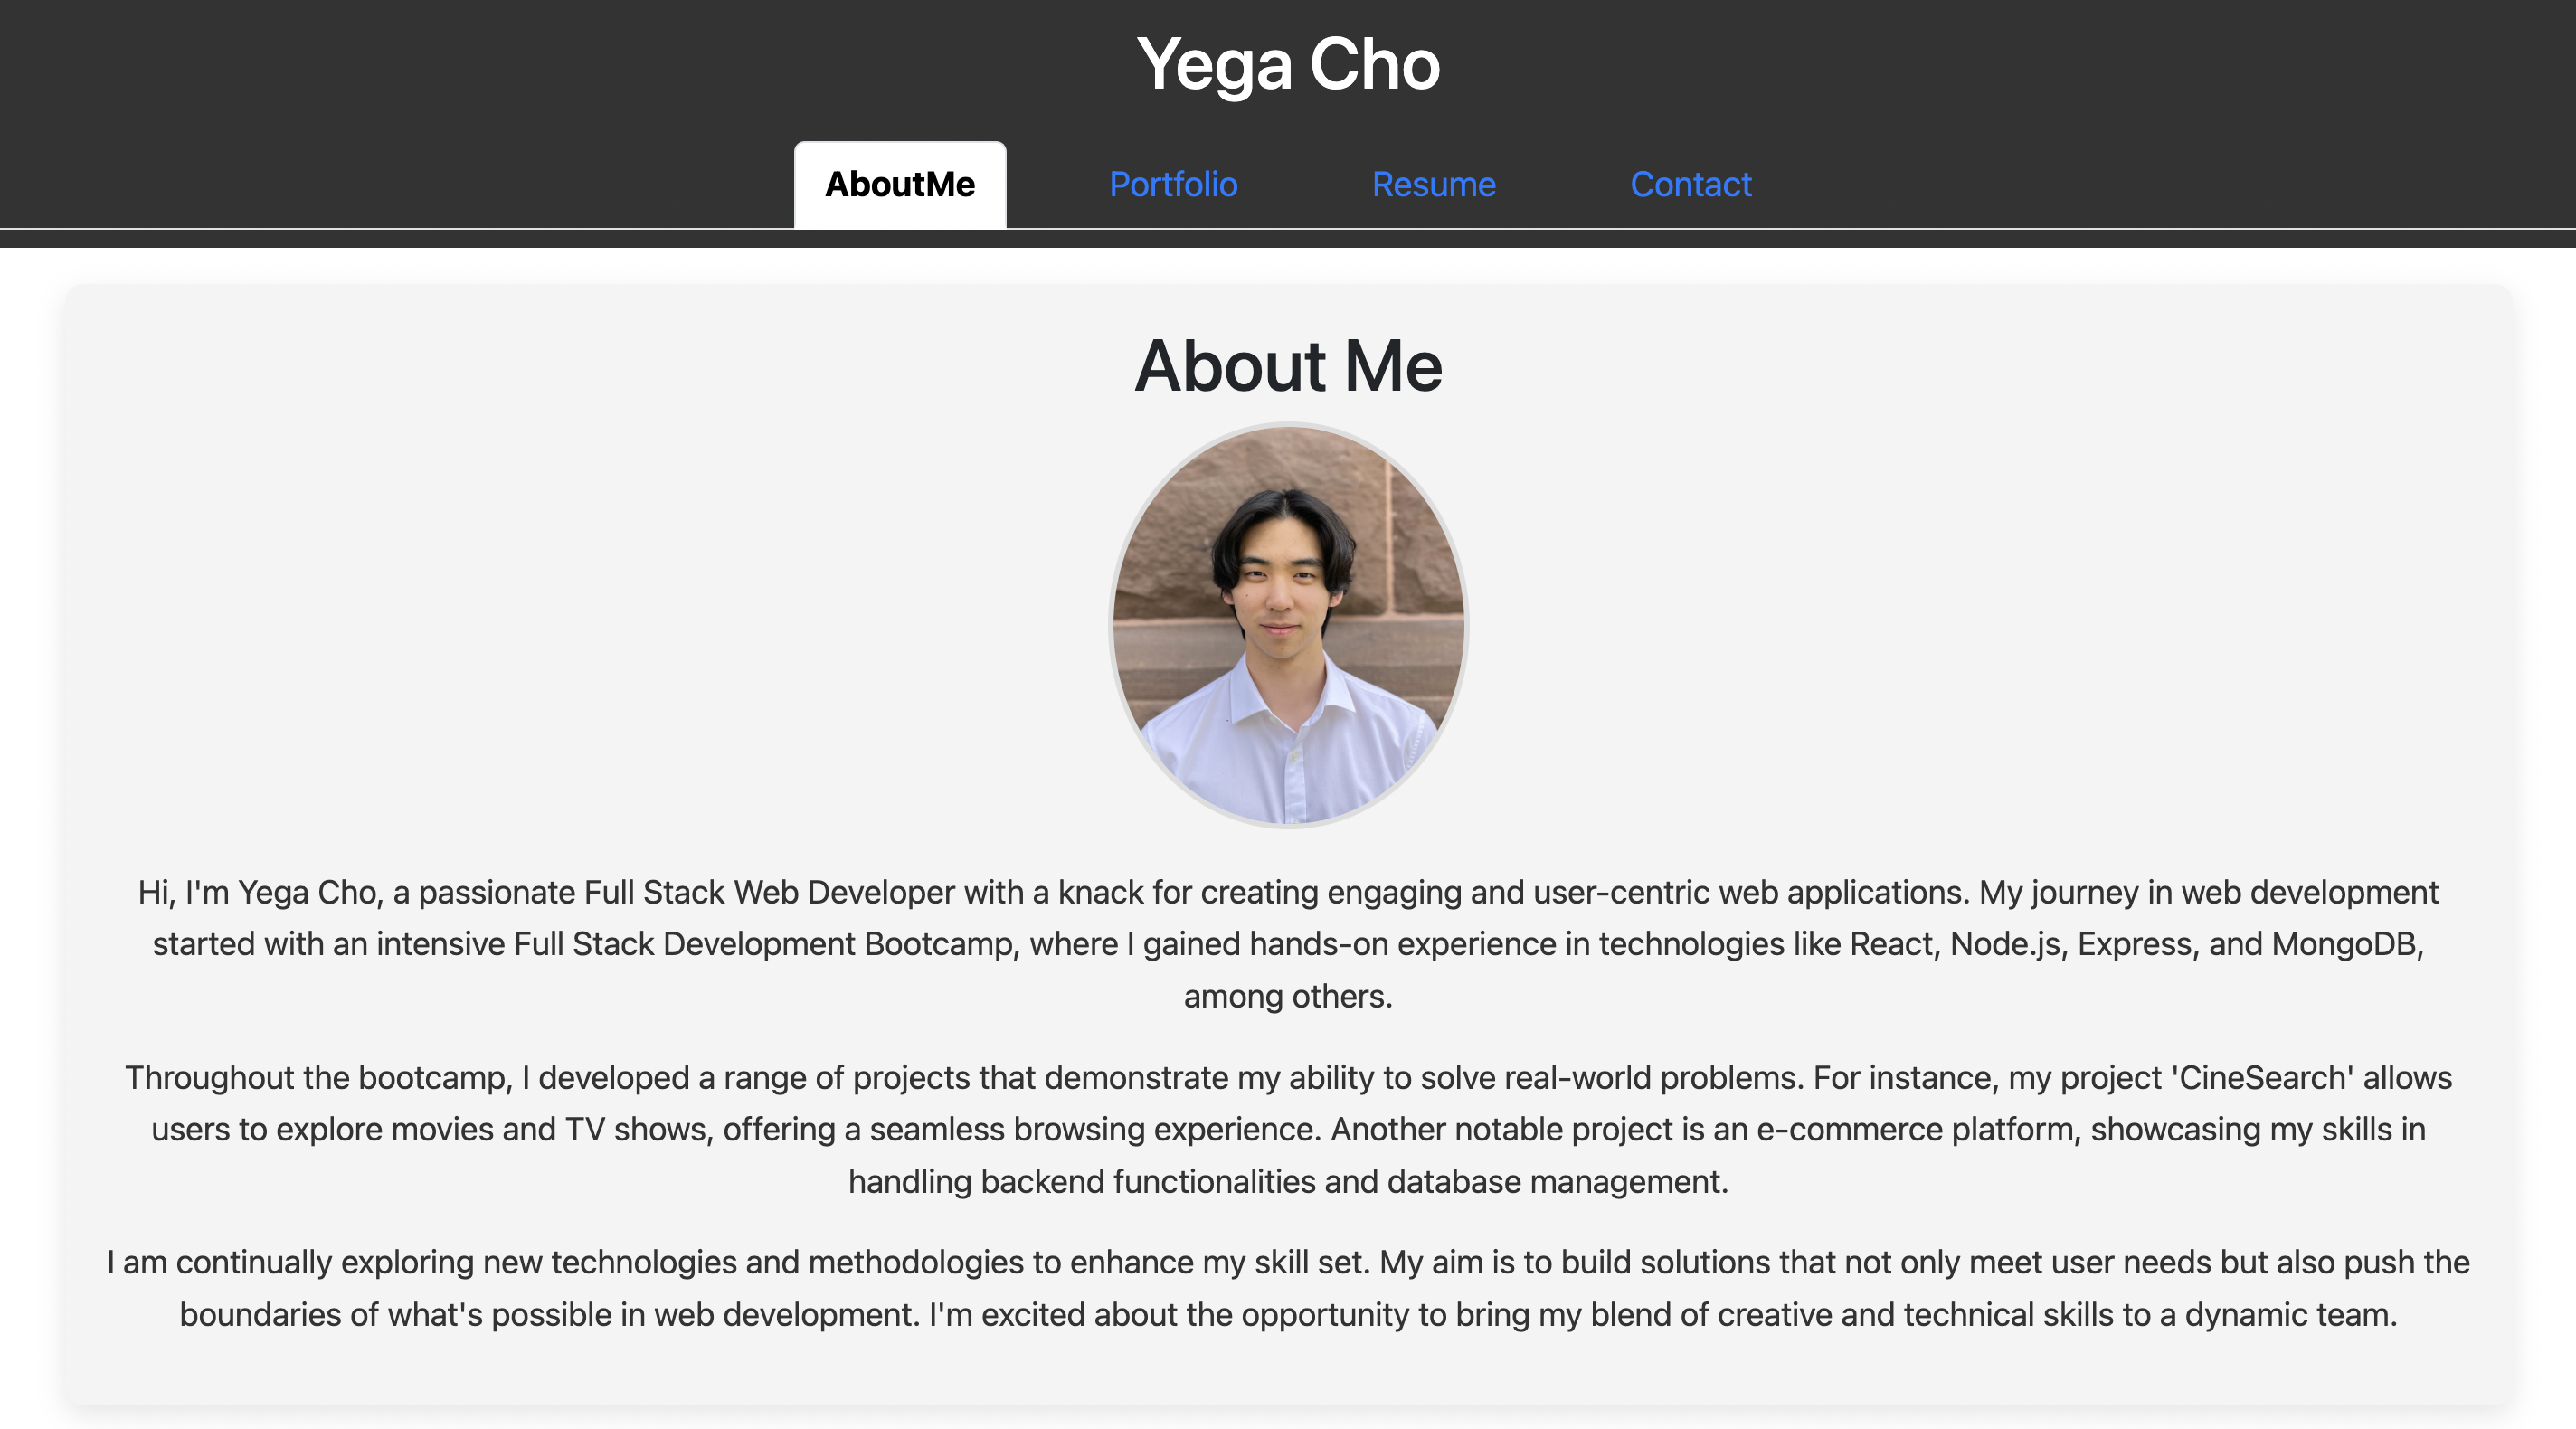 Yega Cho
AboutMe
Portfolio
Resume
Contact
About Me
Hi, I'm Yega Cho, a passionate Full Stack Web Developer with a knack for creating engaging and user-centric web applications. My journey in web development
started with an intensive Full Stack Development Bootcamp, where I gained hands-on experience in technologies like React, Node.js, Express, and MongoDB,
among others.
Throughout the bootcamp, I developed a range of projects that demonstrate my ability to solve real-world problems. For instance, my project 'CineSearch' allows
users to explore movies and TV shows, offering a seamless browsing experience. Another notable project is an e-commerce platform, showcasing my skills in
handling backend functionalities and database management.
I am continually exploring new technologies and methodologies to enhance my skill set. My aim is to build solutions that not only meet user needs but also push the
boundaries of what's possible in web development. I'm excited about the opportunity to bring my blend of creative and technical skills to a dynamic team.